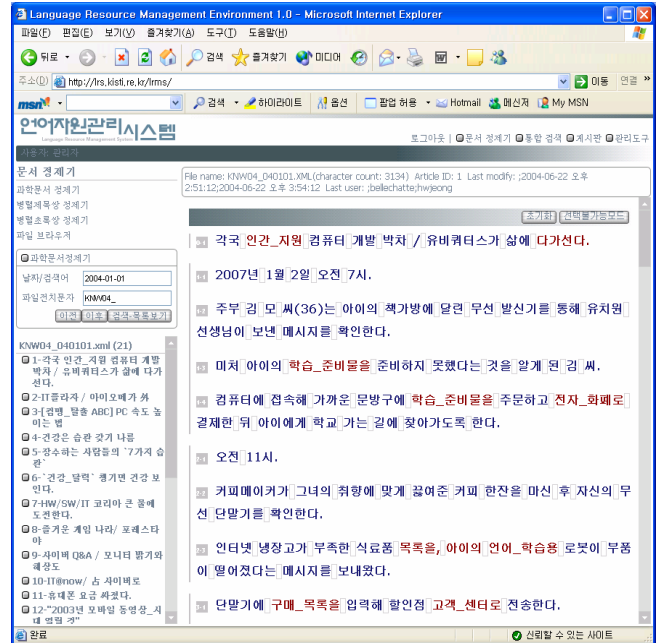 Language Resource Management Environment 1.0 - Microsoft Internet Explorer
파일(F) 편집(E) 보기(V) 즐겨찾기(A) 도구(T) 도움말(H)
뒤로 검색 즐겨찾기 미디어
주소(D) http://lrs.kisti.re.kr/lrms/ 이동 연결 »
msn 검색 하이라이트 옵션 팝업 허용 Hotmail 메신저 My MSN
언어자원관리시스템
Language Resource Management System
로그아웃 | 문서 정제기 통합 검색 게시판 관리도구
사용자: 관리자
문서 정제기
과학문서 정제기
병렬제목쌍 정제기
병렬초록쌍 정제기
파일 브라우저
과학문서정제기
날짜/검색어 2004-01-01
파일전치문자 KNW04_
이전 이후 검색·목록보기
KNW04_040101.xml (21)
1-각국 인간_지원 컴퓨터 개발
박차 / 유비쿼터스가 삶에 다가
선다.
2-IT플라자 / 아이오메가 外
3-[컴맹_탈출 ABC] PC 속도 높
이는 법
4-건강은 습관 갖기 나름
5-장수하는 사람들의 `7가지 습
관`
6-`건강_달력` 챙기면 건강 보
인다.
7-HW/SW/IT 코리아 큰 꿈에
도전한다.
8-즐거운 게임 나라/ 포레스타
야
9-사이버 Q&A / 모니터 밝기와
해상도
10-IT@now/ 占 사이버로
11-휴대폰 요금 싸졌다.
12-"2003년 모바일 동영상_시
대 열릴 것"
File name: KNW04_040101.XML(character count: 3134) Article ID: 1 Last modify: ;2004-06-22 오후
2:51:12;2004-06-22 오후 3:54:12 Last user: ;bellechatte;hwjeong
초기화 선택불가능모드
각국 인간_지원 컴퓨터 개발 박차 / 유비쿼터스가 삶에 다가선다.
2007년 1월 2일 오전 7시.
주부 김 모 씨(36)는 아이의 책가방에 달린 무선 발신기를 통해 유치원
선생님이 보낸 메시지를 확인한다.
미처 아이의 학습_준비물을 준비하지 못했다는 것을 알게 된 김 씨.
컴퓨터에 접속해 가까운 문방구에 학습_준비물을 주문하고 전자_화폐로
결제한 뒤 아이에게 학교 가는 길에 찾아가도록 한다.
오전 11시.
커피메이커가 그녀의 취향에 맞게 끓여준 커피 한잔을 마신 후 자신의 무
선 단말기를 확인한다.
인터넷 냉장고가 부족한 식료품 목록을, 아이의 언어_학습용 로봇이 부품
이 떨어졌다는 메시지를 보내왔다.
단말기에 구매_목록을 입력해 할인점 고객_센터로 전송한다.
완료 신뢰할 수 있는 사이트